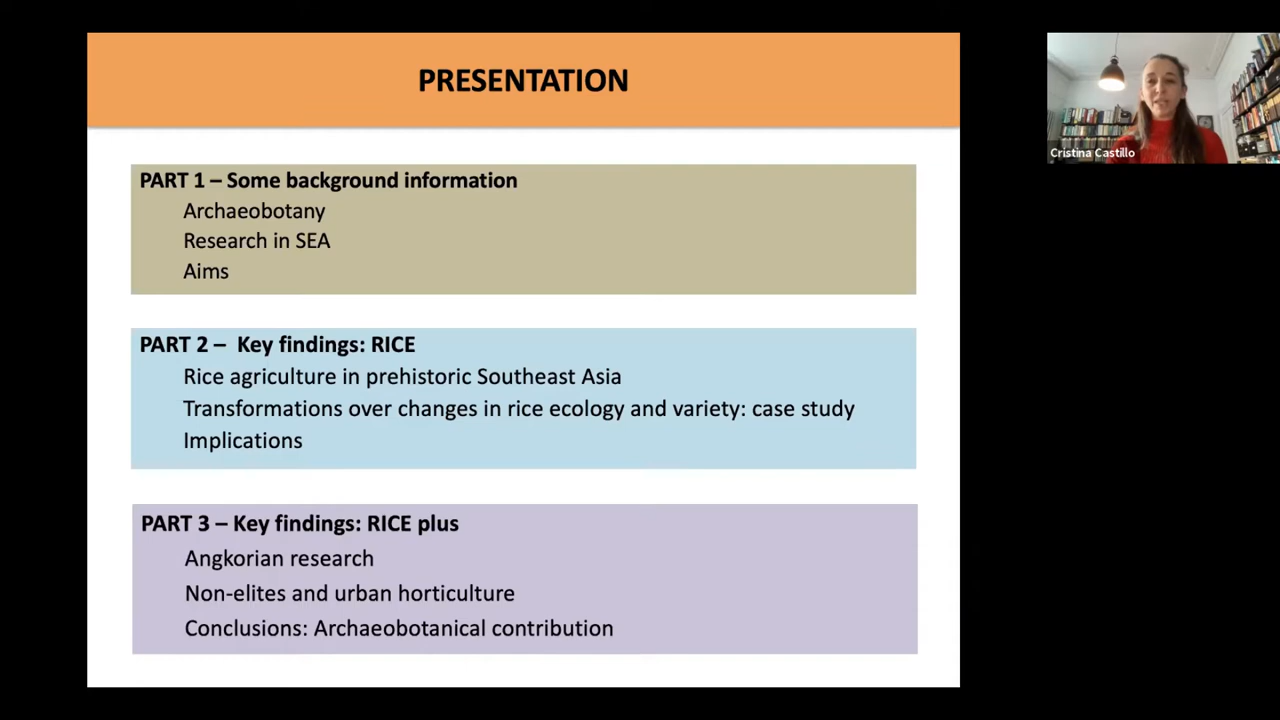 PRESENTATION
PART 1 – Some background information
Archaeobotany
Research in SEA
Aims
PART 2 –  Key findings: RICE
Rice agriculture in prehistoric Southeast Asia
Transformations over changes in rice ecology and variety: case study
Implications
PART 3 – Key findings: RICE plus
Angkorian research
Non-elites and urban horticulture
Conclusions: Archaeobotanical contribution
Cristina Castillo